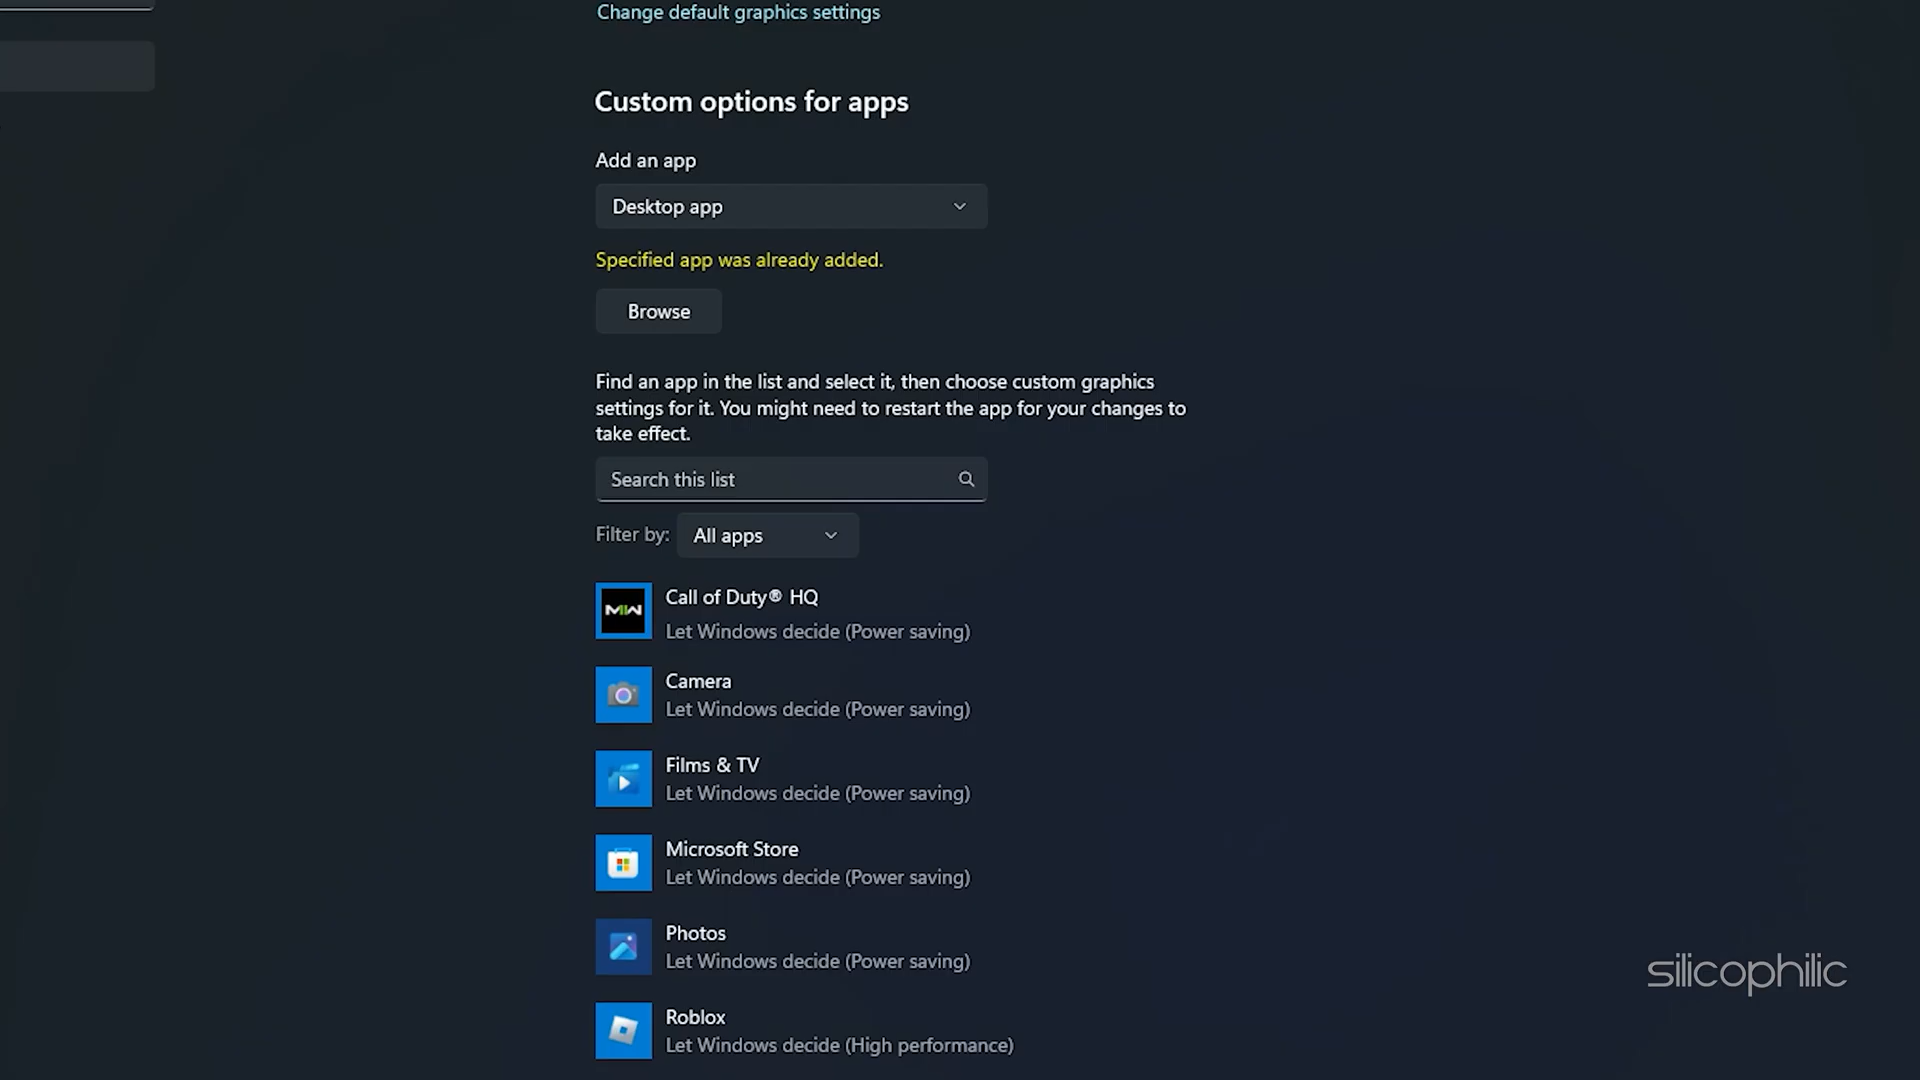 Change default graphics settings
Custom options for apps
Add an app
Desktop app
Specified app was already added.
Browse
Find an app in the list and select it, then choose custom graphics
settings for it. You might need to restart the app for your changes to
take effect.
Search this list
Filter by: All apps
MW
Call of Duty® HQ
Let Windows decide (Power saving)
Camera
Let Windows decide (Power saving)
Films & TV
Let Windows decide (Power saving)
Microsoft Store
Let Windows decide (Power saving)
Photos
Let Windows decide (Power saving)
Roblox
Let Windows decide (High performance)
silicophilic